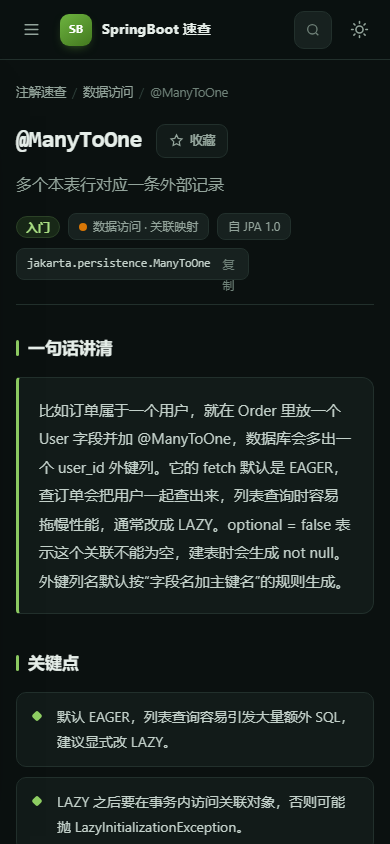 SB SpringBoot 速查
注解速查 / 数据访问 / @ManyToOne
@ManyToOne 收藏
多个本表行对应一条外部记录
入门 数据访问 · 关联映射 自 JPA 1.0
jakarta.persistence.ManyToOne 复制
一句话讲清
比如订单属于一个用户，就在 Order 里放一个
User 字段并加 @ManyToOne，数据库会多出一
个 user_id 外键列。它的 fetch 默认是 EAGER，
查订单会把用户一起查出来，列表查询时容易
拖慢性能，通常改成 LAZY。optional = false 表
示这个关联不能为空，建表时会生成 not null。
外键列名默认按“字段名加主键名”的规则生成。
关键点
默认 EAGER，列表查询容易引发大量额外 SQL，
建议显式改 LAZY。
LAZY 之后要在事务内访问关联对象，否则可能
抛 LazyInitializationException。